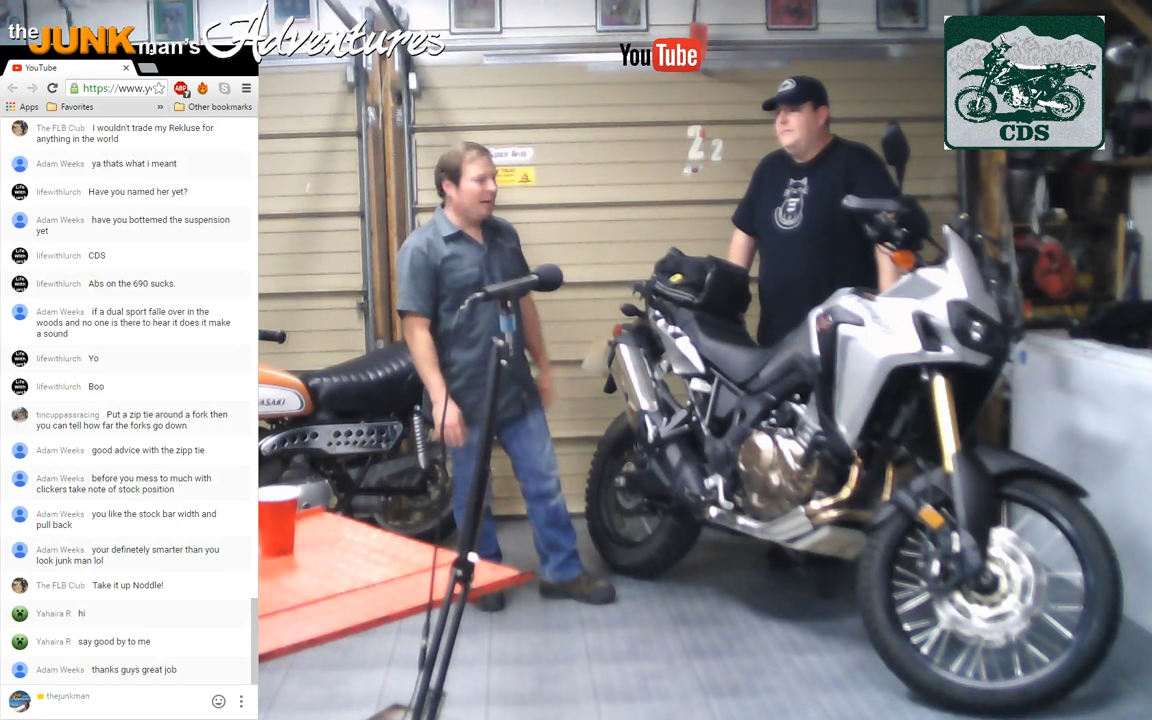 the JUNKman's Adventures
YouTube
CDS
YouTube
https://www.y
ABP
7
Apps
Favorites
»
Other bookmarks
The FLB Club I wouldn't trade my Rekluse for
anything in the world
Adam Weeks ya thats what i meant
lifewithlurch Have you named her yet?
Adam Weeks have you bottemed the suspension
yet
lifewithlurch CDS
lifewithlurch Abs on the 690 sucks.
Adam Weeks if a dual sport falle over in the
woods and no one is there to hear it does it make
a sound
lifewithlurch Yo
lifewithlurch Boo
tincuppassracing Put a zip tie around a fork then
you can tell how far the forks go down
Adam Weeks good advice with the zipp tie
Adam Weeks before you mess to much with
clickers take note of stock position
Adam Weeks you like the stock bar width and
pull back
Adam Weeks your definetely smarter than you
look junk man lol
The FLB Club Take it up Noddle!
Yahaira R hi
Yahaira R say good by to me
Adam Weeks thanks guys great job
thejunkman
22
ASAKI